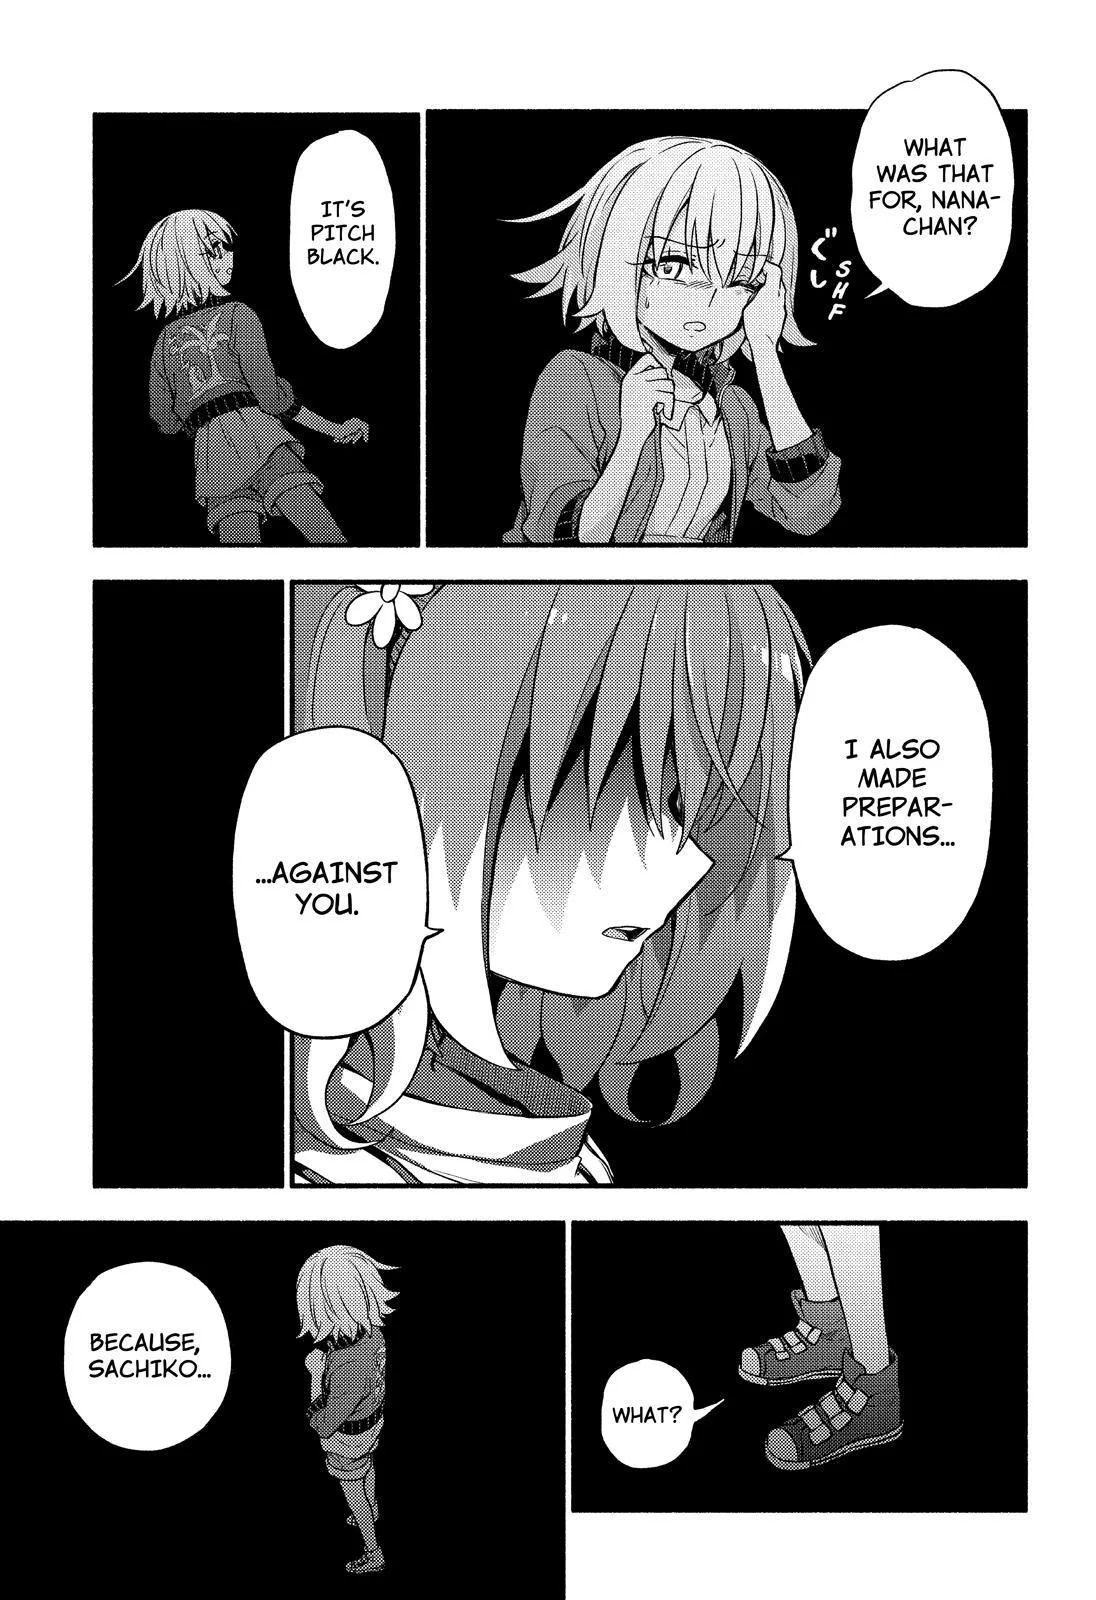 WHAT
WAS THAT
FOR, NANA-
CHAN?
ぐし
SHF
IT'S
PITCH
BLACK.
I ALSO
MADE
PREPAR-
ATIONS...
...AGAINST
YOU.
WHAT?
BECAUSE,
SACHIKO...